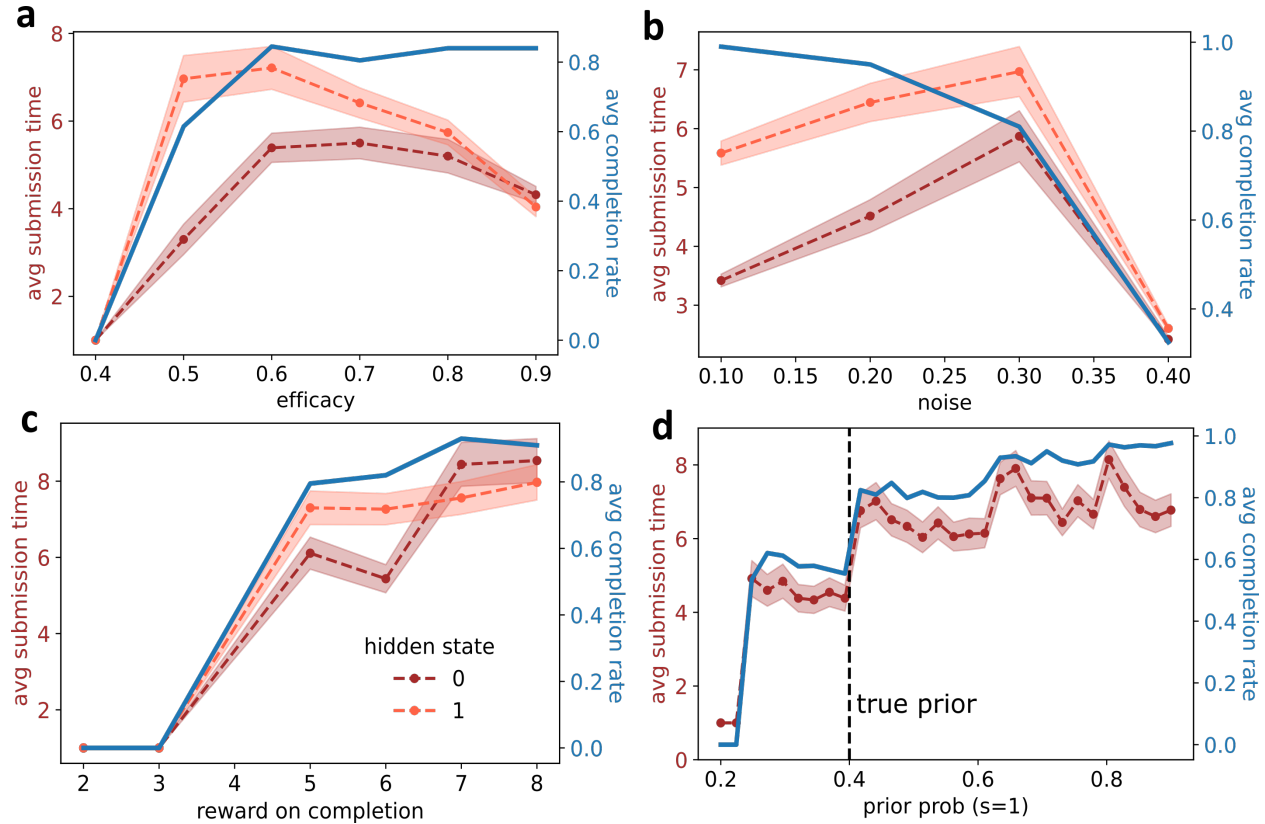 a
avg submission time
8
6
4
2
0.8
0.6
0.4
0.2
0.0
avg completion rate
0.4 0.5 0.6 0.7 0.8 0.9
efficacy
b
avg submission time
7
6
5
4
3
1.0
0.8
0.6
0.4
avg completion rate
0.10 0.15 0.20 0.25 0.30 0.35 0.40
noise
c
avg submission time
8
6
4
2
0.8
0.6
0.4
0.2
0.0
avg completion rate
hidden state
0
1
2 3 4 5 6 7 8
reward on completion
d
avg submission time
8
6
4
2
0
1.0
0.8
0.6
0.4
0.2
0.0
avg completion rate
true prior
0.2 0.4 0.6 0.8
prior prob (s=1)